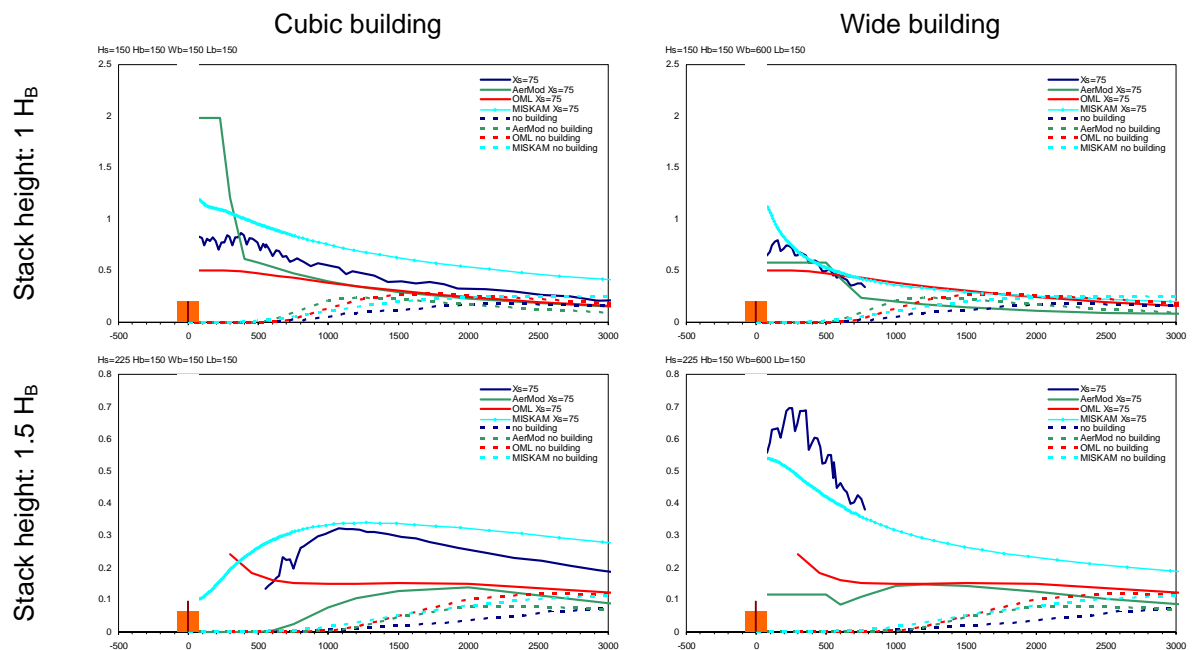 Cubic building
Wide building
Stack height: 1 HB
Hs=150 Hb=150 Wb=150 Lb=150
2.5
2
1.5
1
0.5
0
-500 0 500 1000 1500 2000 2500 3000
Xs=75
AerMod Xs=75
OML Xs=75
MISKAM Xs=75
no building
AerMod no building
OML no building
MISKAM no building
Hs=150 Hb=150 Wb=600 Lb=150
2.5
2
1.5
1
0.5
0
-500 0 500 1000 1500 2000 2500 3000
Xs=75
AerMod Xs=75
OML Xs=75
MISKAM Xs=75
no building
AerMod no building
OML no building
MISKAM no building
Stack height: 1.5 HB
Hs=225 Hb=150 Wb=150 Lb=150
0.8
0.7
0.6
0.5
0.4
0.3
0.2
0.1
0
-500 0 500 1000 1500 2000 2500 3000
Xs=75
AerMod Xs=75
OML Xs=75
MISKAM Xs=75
no building
AerMod no building
OML no building
MISKAM no building
Hs=225 Hb=150 Wb=600 Lb=150
0.8
0.7
0.6
0.5
0.4
0.3
0.2
0.1
0
-500 0 500 1000 1500 2000 2500 3000
Xs=75
AerMod Xs=75
OML Xs=75
MISKAM Xs=75
no building
AerMod no building
OML no building
MISKAM no building